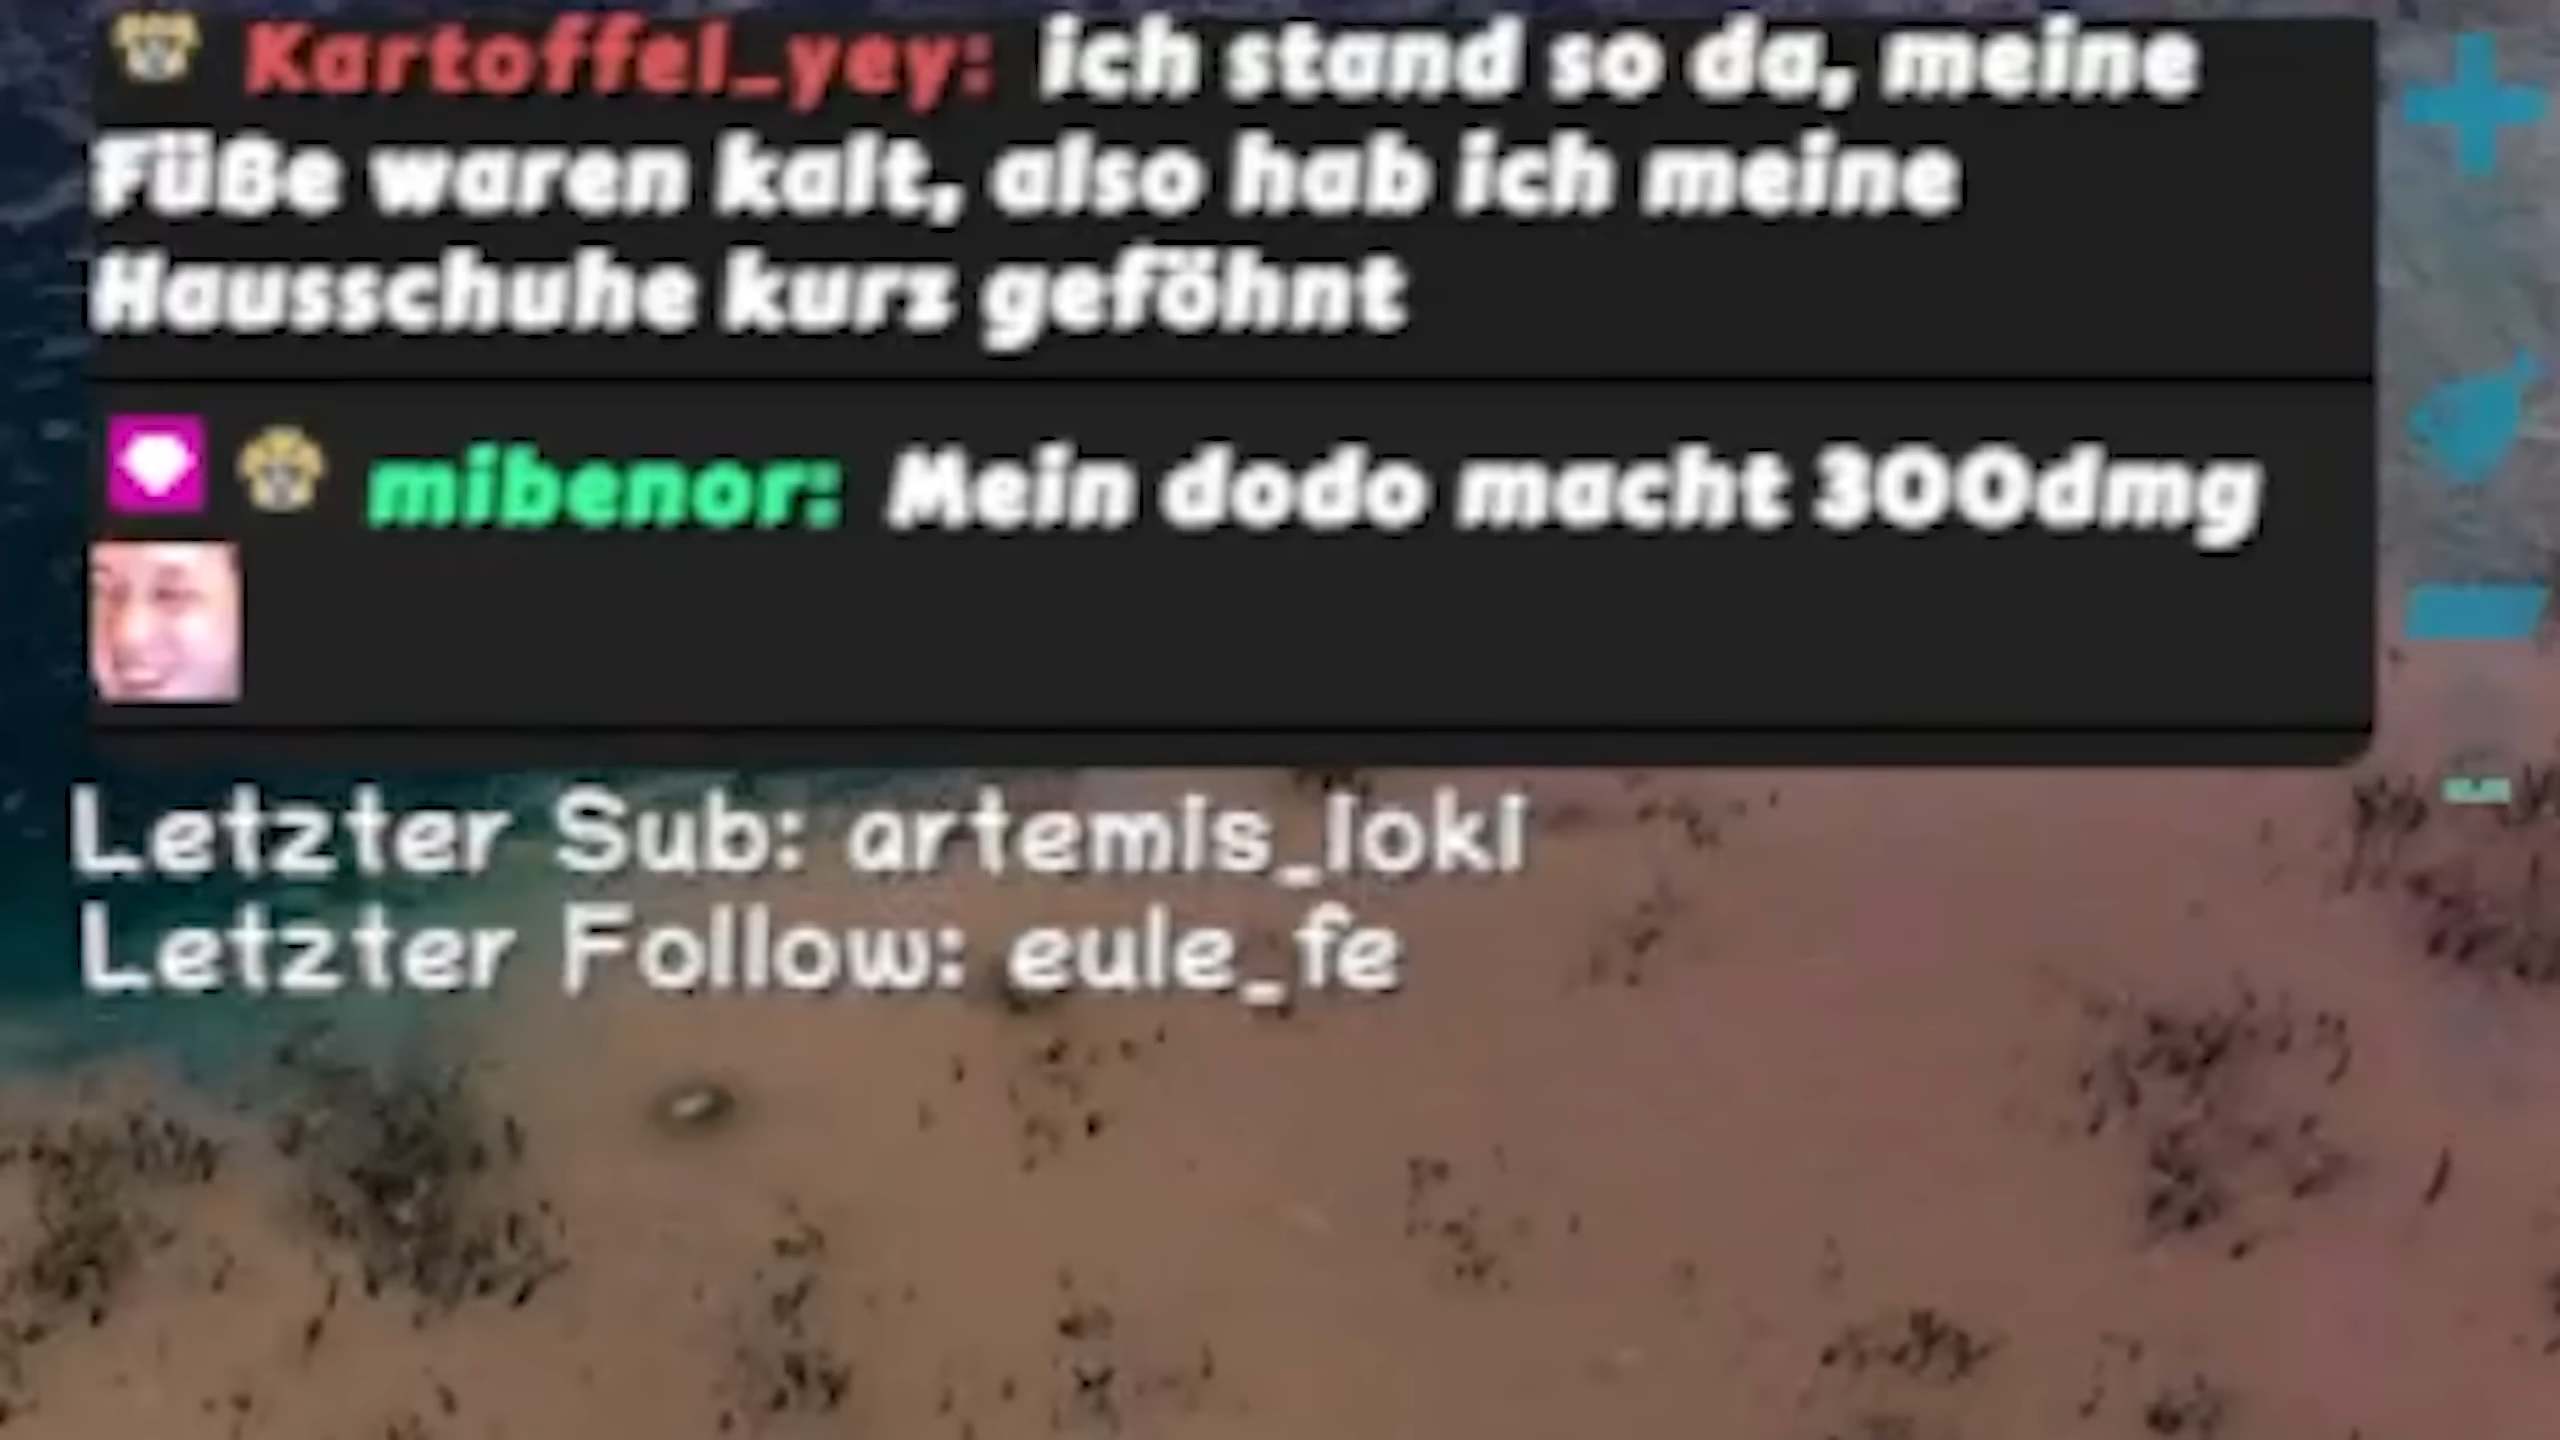 Kartoffel_yey: ich stand so da, meine
Füße waren kalt, also hab ich meine
Hausschuhe kurz geföhnt
mibenor: Mein dodo macht 300dmg
Letzter Sub: artemis_loki
Letzter Follow: eule_fe